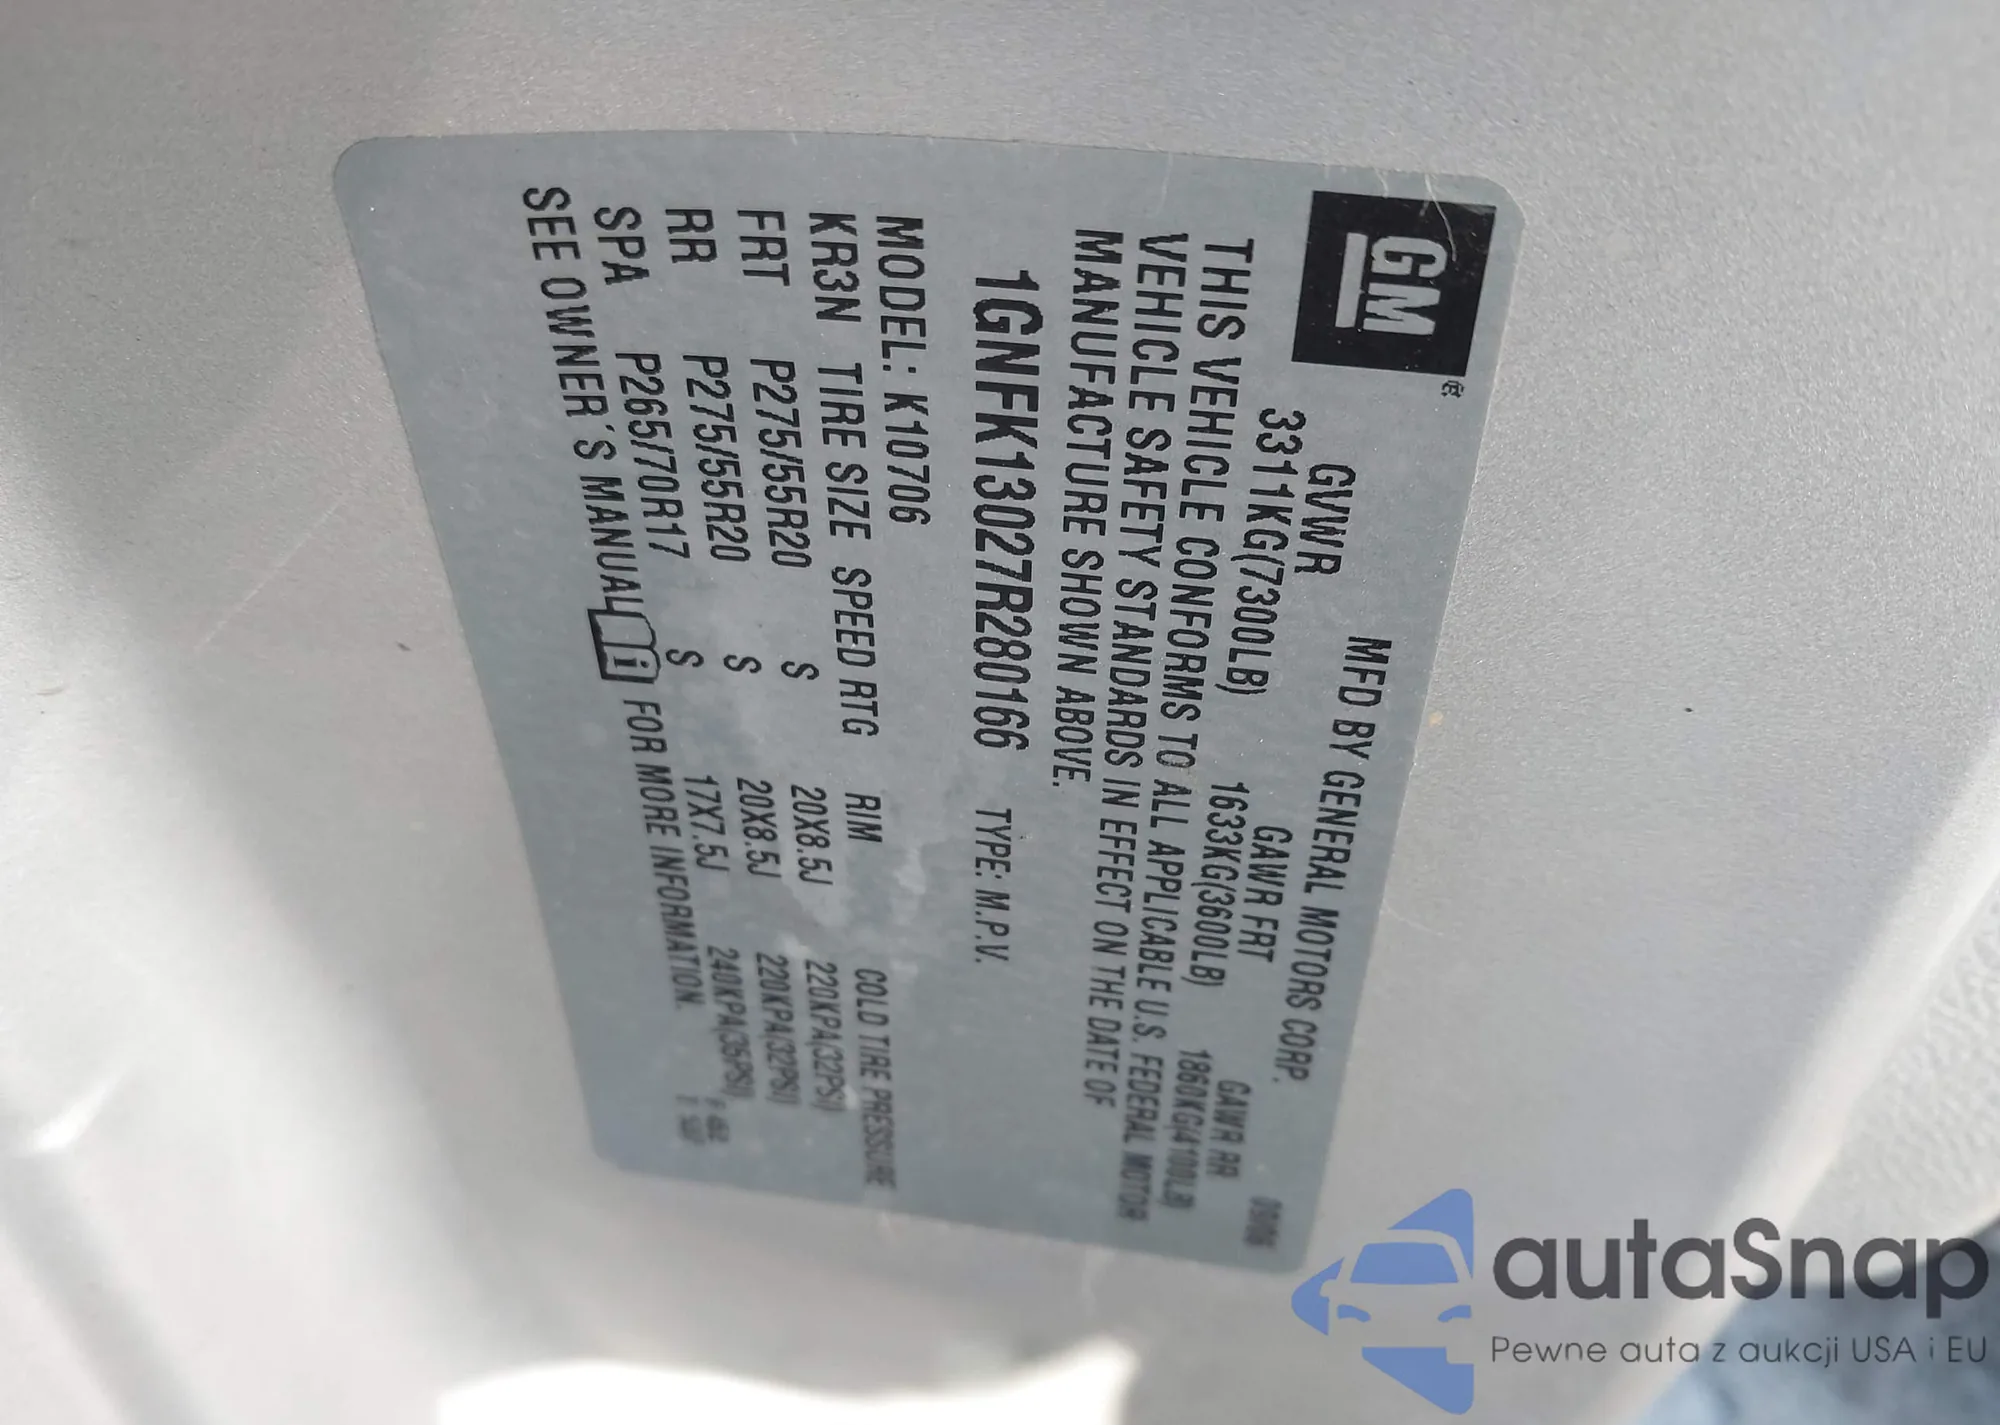 GM
MFD BY GENERAL MOTORS CORP.
GVWR GAWR FRT GAWR RR
3311KG(7300LB) 1633KG(3600LB) 1860KG(4100LB)
THIS VEHICLE CONFORMS TO ALL APPLICABLE U.S. FEDERAL MOTOR
VEHICLE SAFETY STANDARDS IN EFFECT ON THE DATE OF
MANUFACTURE SHOWN ABOVE.
1GNFK13027R280166 TYPE: M.P.V.
MODEL: K10706
KR3N TIRE SIZE SPEED RTG RIM COLD TIRE PRESSURE
FRT P275/55R20 S 20X8.5J 220KPA(32PSI)
RR P275/55R20 S 20X8.5J 220KPA(32PSI)
SPA P265/70R17 S 17X7.5J 240KPA(35PSI)
SEE OWNER'S MANUAL i FOR MORE INFORMATION.
autaSnap
Pewne auta z aukcji USA i EU